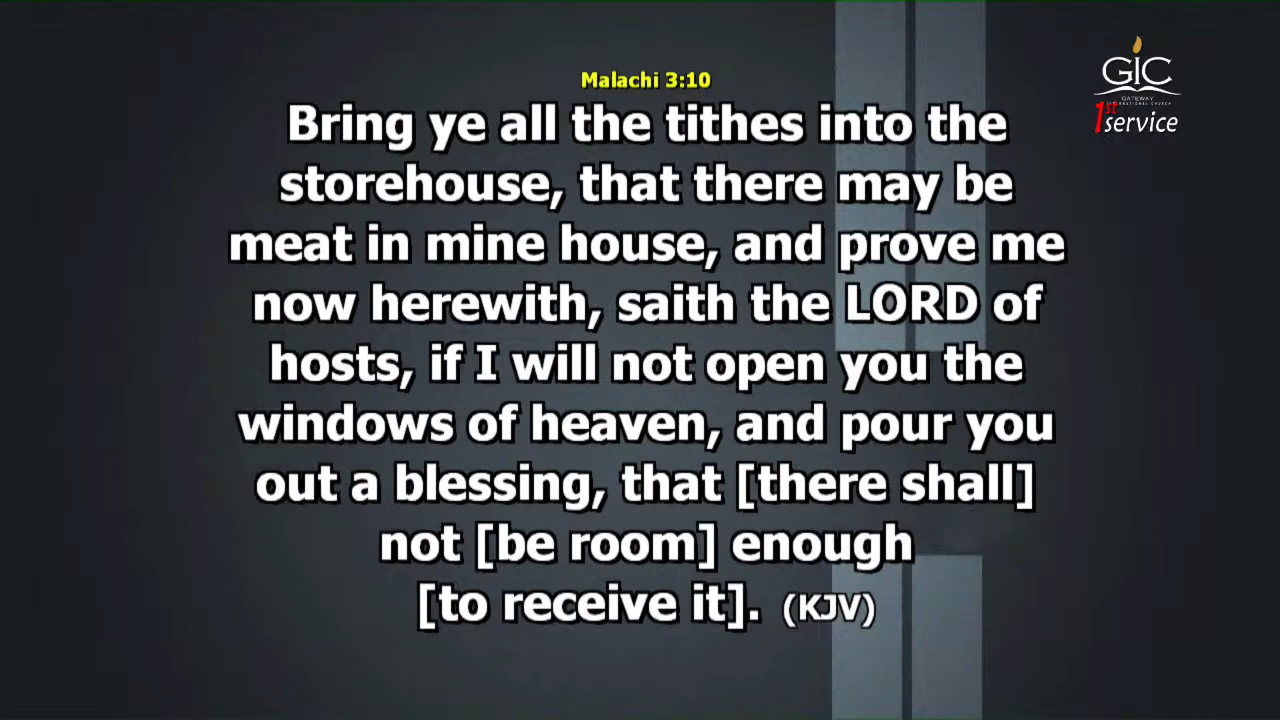 Malachi 3:10
Bring ye all the tithes into the
storehouse, that there may be
meat in mine house, and prove me
now herewith, saith the LORD of
hosts, if I will not open you the
windows of heaven, and pour you
out a blessing, that [there shall]
not [be room] enough
[to receive it]. (KJV)
GIC
GATEWAY
INTERNATIONAL CHURCH
1st service